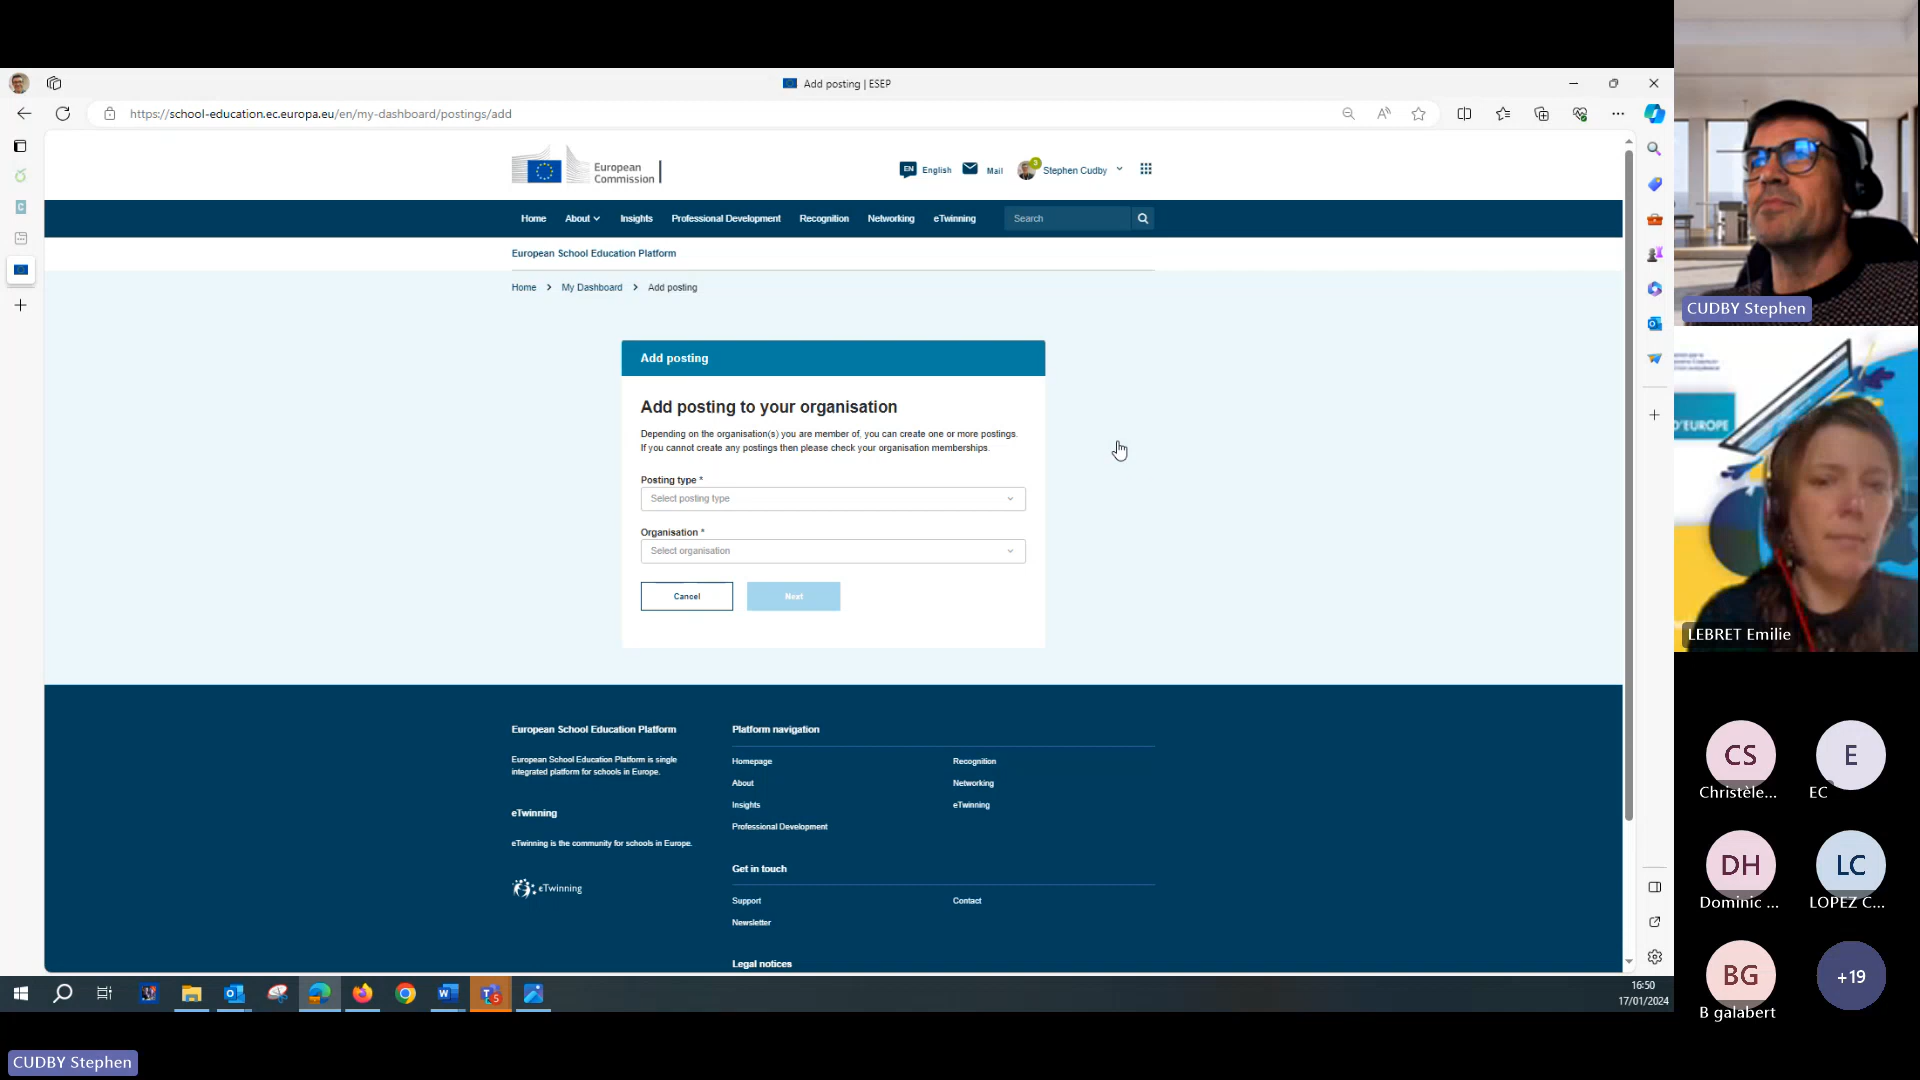 Add posting | ESEP
https://school-education.ec.europa.eu/en/my-dashboard/postings/add
European
Commission
EN English
Mail
3
Stephen Cudby
Home
About
Insights
Professional Development
Recognition
Networking
eTwinning
Search
European School Education Platform
Home > My Dashboard > Add posting
Add posting
Add posting to your organisation
Depending on the organisation(s) you are member of, you can create one or more postings.
If you cannot create any postings then please check your organisation memberships.
Posting type *
Select posting type
Organisation *
Select organisation
Cancel
Next
European School Education Platform
European School Education Platform is single
integrated platform for schools in Europe.
eTwinning
eTwinning is the community for schools in Europe.
eTwinning
Platform navigation
Homepage
Recognition
About
Networking
Insights
eTwinning
Professional Development
Get in touch
Support
Contact
Newsletter
Legal notices
16:50
17/01/2024
CUDBY Stephen
D'EUROPE
LEBRET Emilie
CS
Christèle...
E
EC
DH
Dominic ...
LC
LOPEZ C...
BG
B galabert
+19
CUDBY Stephen